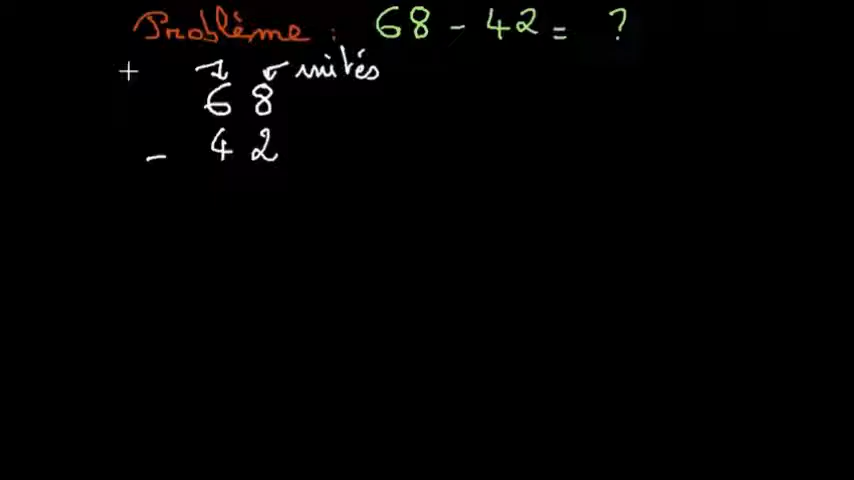 Problème : 68 - 42 = ?
unités
68
- 42